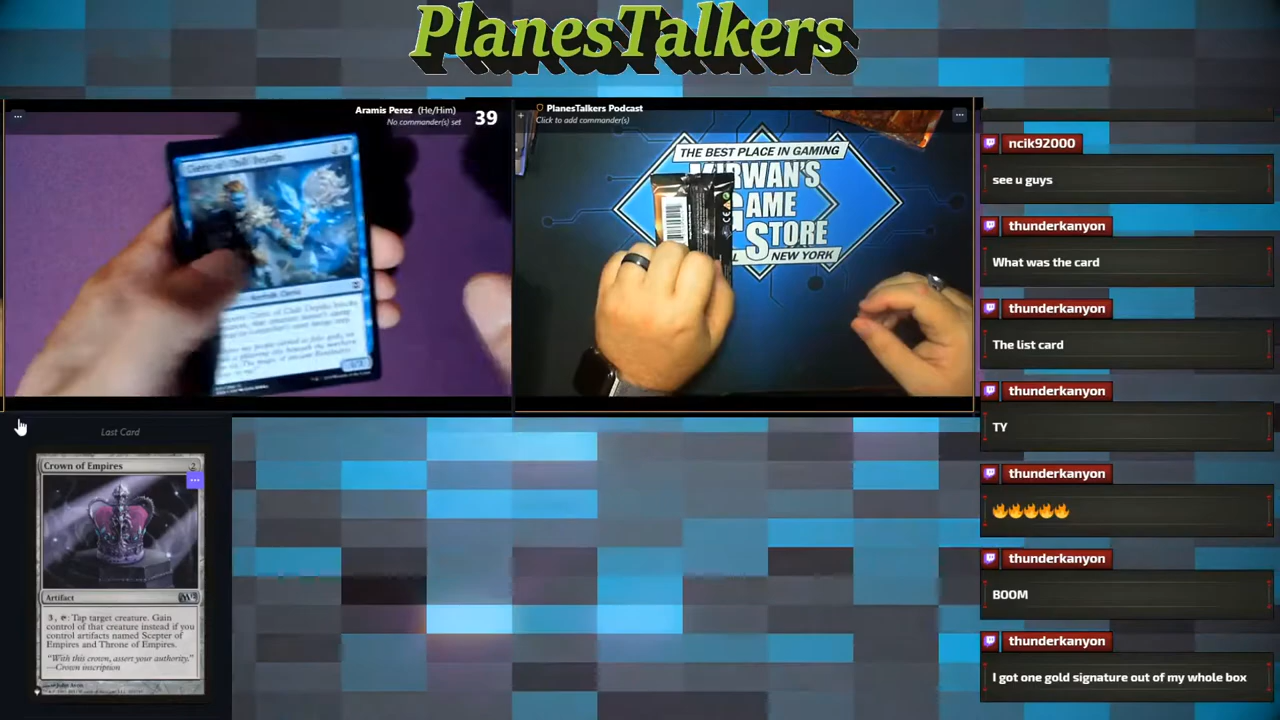 PlanesTalkers
Aramis Perez (He/Him)
No commander(s) set
39
PlanesTalkers Podcast
Click to add commander(s)
THE BEST PLACE IN GAMING
KIRWAN'S
GAME
STORE
NEW YORK
Last Card
Crown of Empires
2
Artifact
3, : Tap target creature. Gain
control of that creature instead if you
control artifacts named Scepter of
Empires and Throne of Empires.
"With this crown, assert your authority."
—Crown inscription
ncik92000
see u guys
thunderkanyon
What was the card
thunderkanyon
The list card
thunderkanyon
TY
thunderkanyon
🔥🔥🔥🔥🔥
thunderkanyon
BOOM
thunderkanyon
I got one gold signature out of my whole box